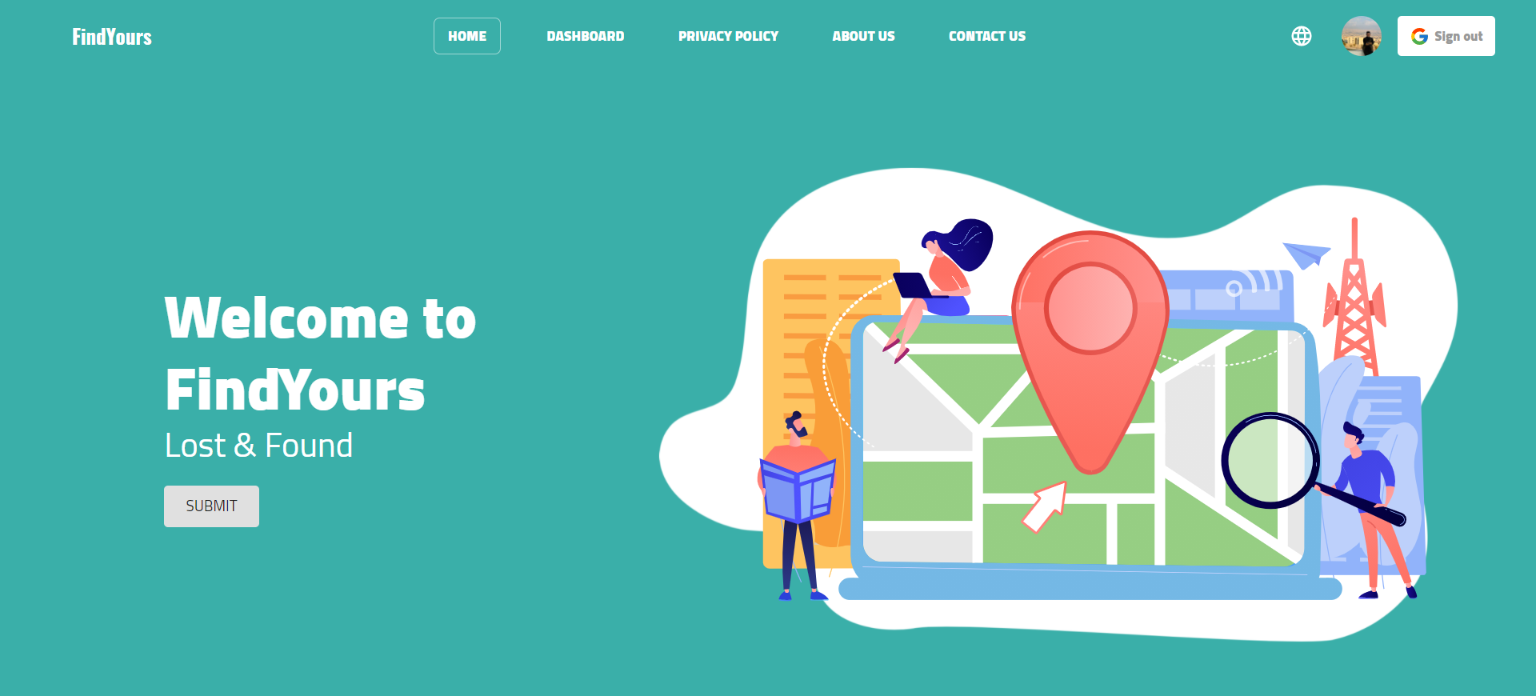 FindYours
HOME
DASHBOARD
PRIVACY POLICY
ABOUT US
CONTACT US
Sign out
Welcome to
FindYours
Lost & Found
SUBMIT